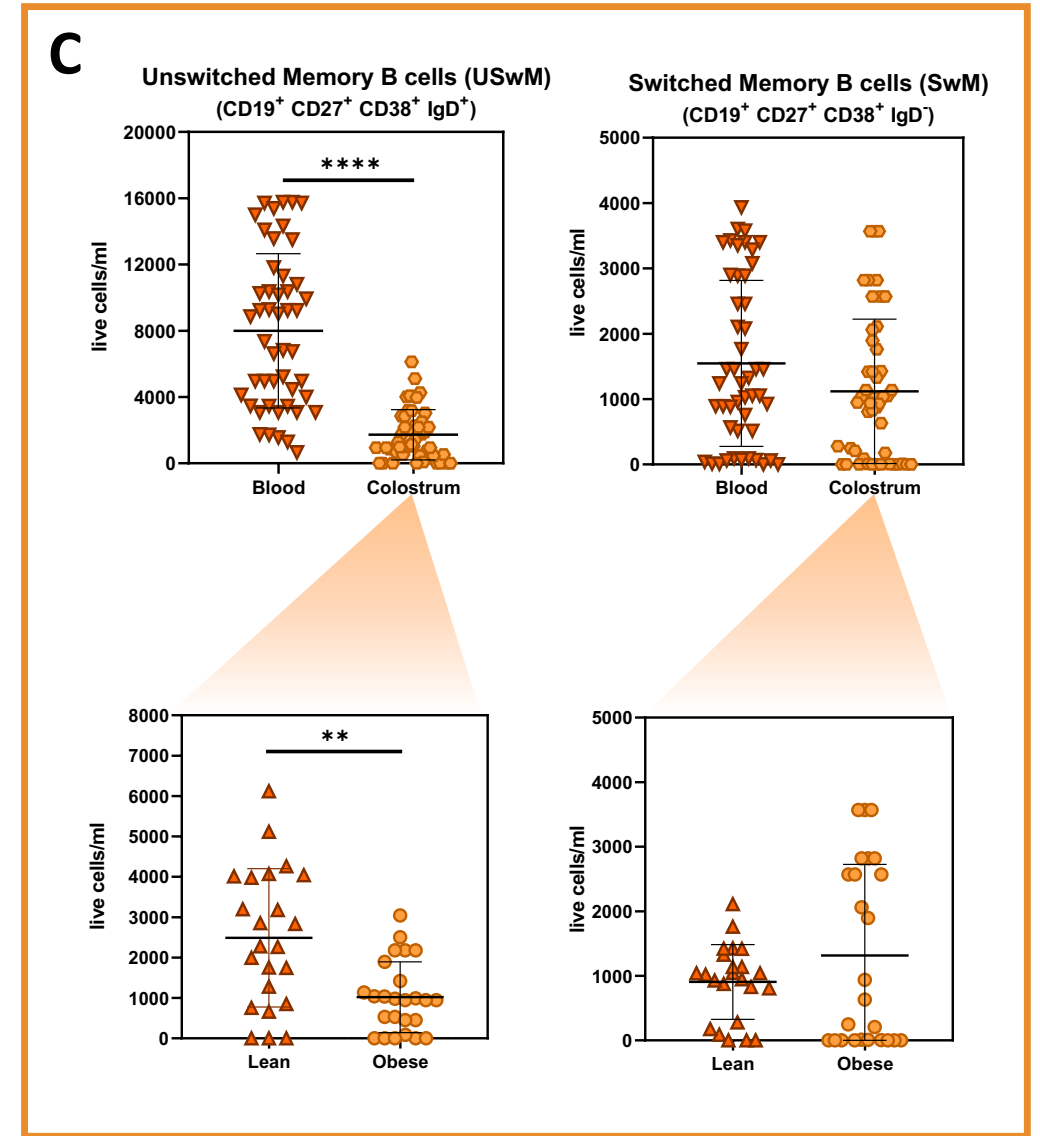 C
Unswitched Memory B cells (USwM)
(CD19+ CD27+ CD38+ IgD+)
20000
16000
12000
8000
4000
0
live cells/ml
****
Blood
Colostrum
Switched Memory B cells (SwM)
(CD19+ CD27+ CD38+ IgD-)
5000
4000
3000
2000
1000
0
live cells/ml
Blood
Colostrum
8000
7000
6000
5000
4000
3000
2000
1000
0
live cells/ml
**
Lean
Obese
5000
4000
3000
2000
1000
0
live cells/ml
Lean
Obese